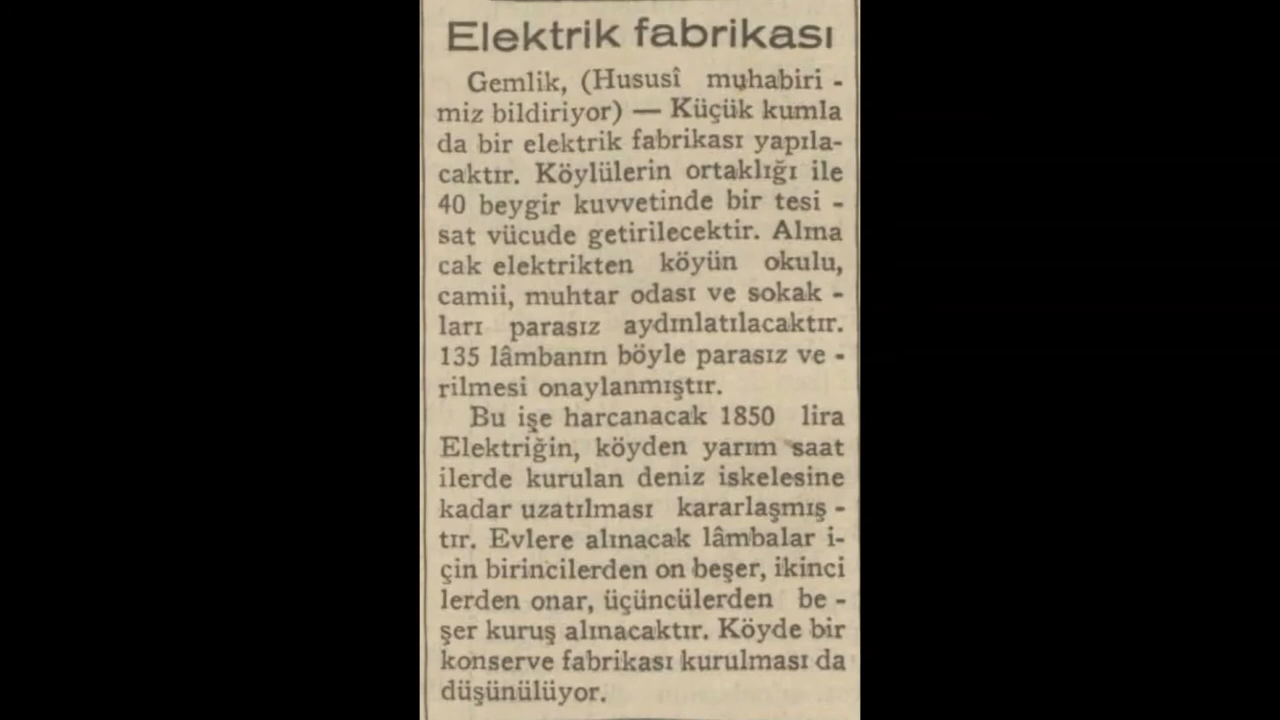 Elektrik fabrikası
Gemlik, (Hususî muhabiri -
miz bildiriyor) — Küçük kumla
da bir elektrik fabrikası yapıla-
caktır. Köylülerin ortaklığı ile
40 beygir kuvvetinde bir tesi -
sat vücude getirilecektir. Alma
cak elektrikten köyün okulu,
camii, muhtar odası ve sokak -
ları parasız aydınlatılacaktır.
135 lâmbanın böyle parasız ve -
rilmesi onaylanmıştır.
Bu işe harcanacak 1850 lira
Elektriğin, köyden yarım saat
ilerde kurulan deniz iskelesine
kadar uzatılması kararlaşmış -
tır. Evlere alınacak lâmbalar i-
çin birincilerden on beşer, ikinci
lerden onar, üçüncülerden be -
şer kuruş alınacaktır. Köyde bir
konserve fabrikası kurulması da
düşünülüyor.